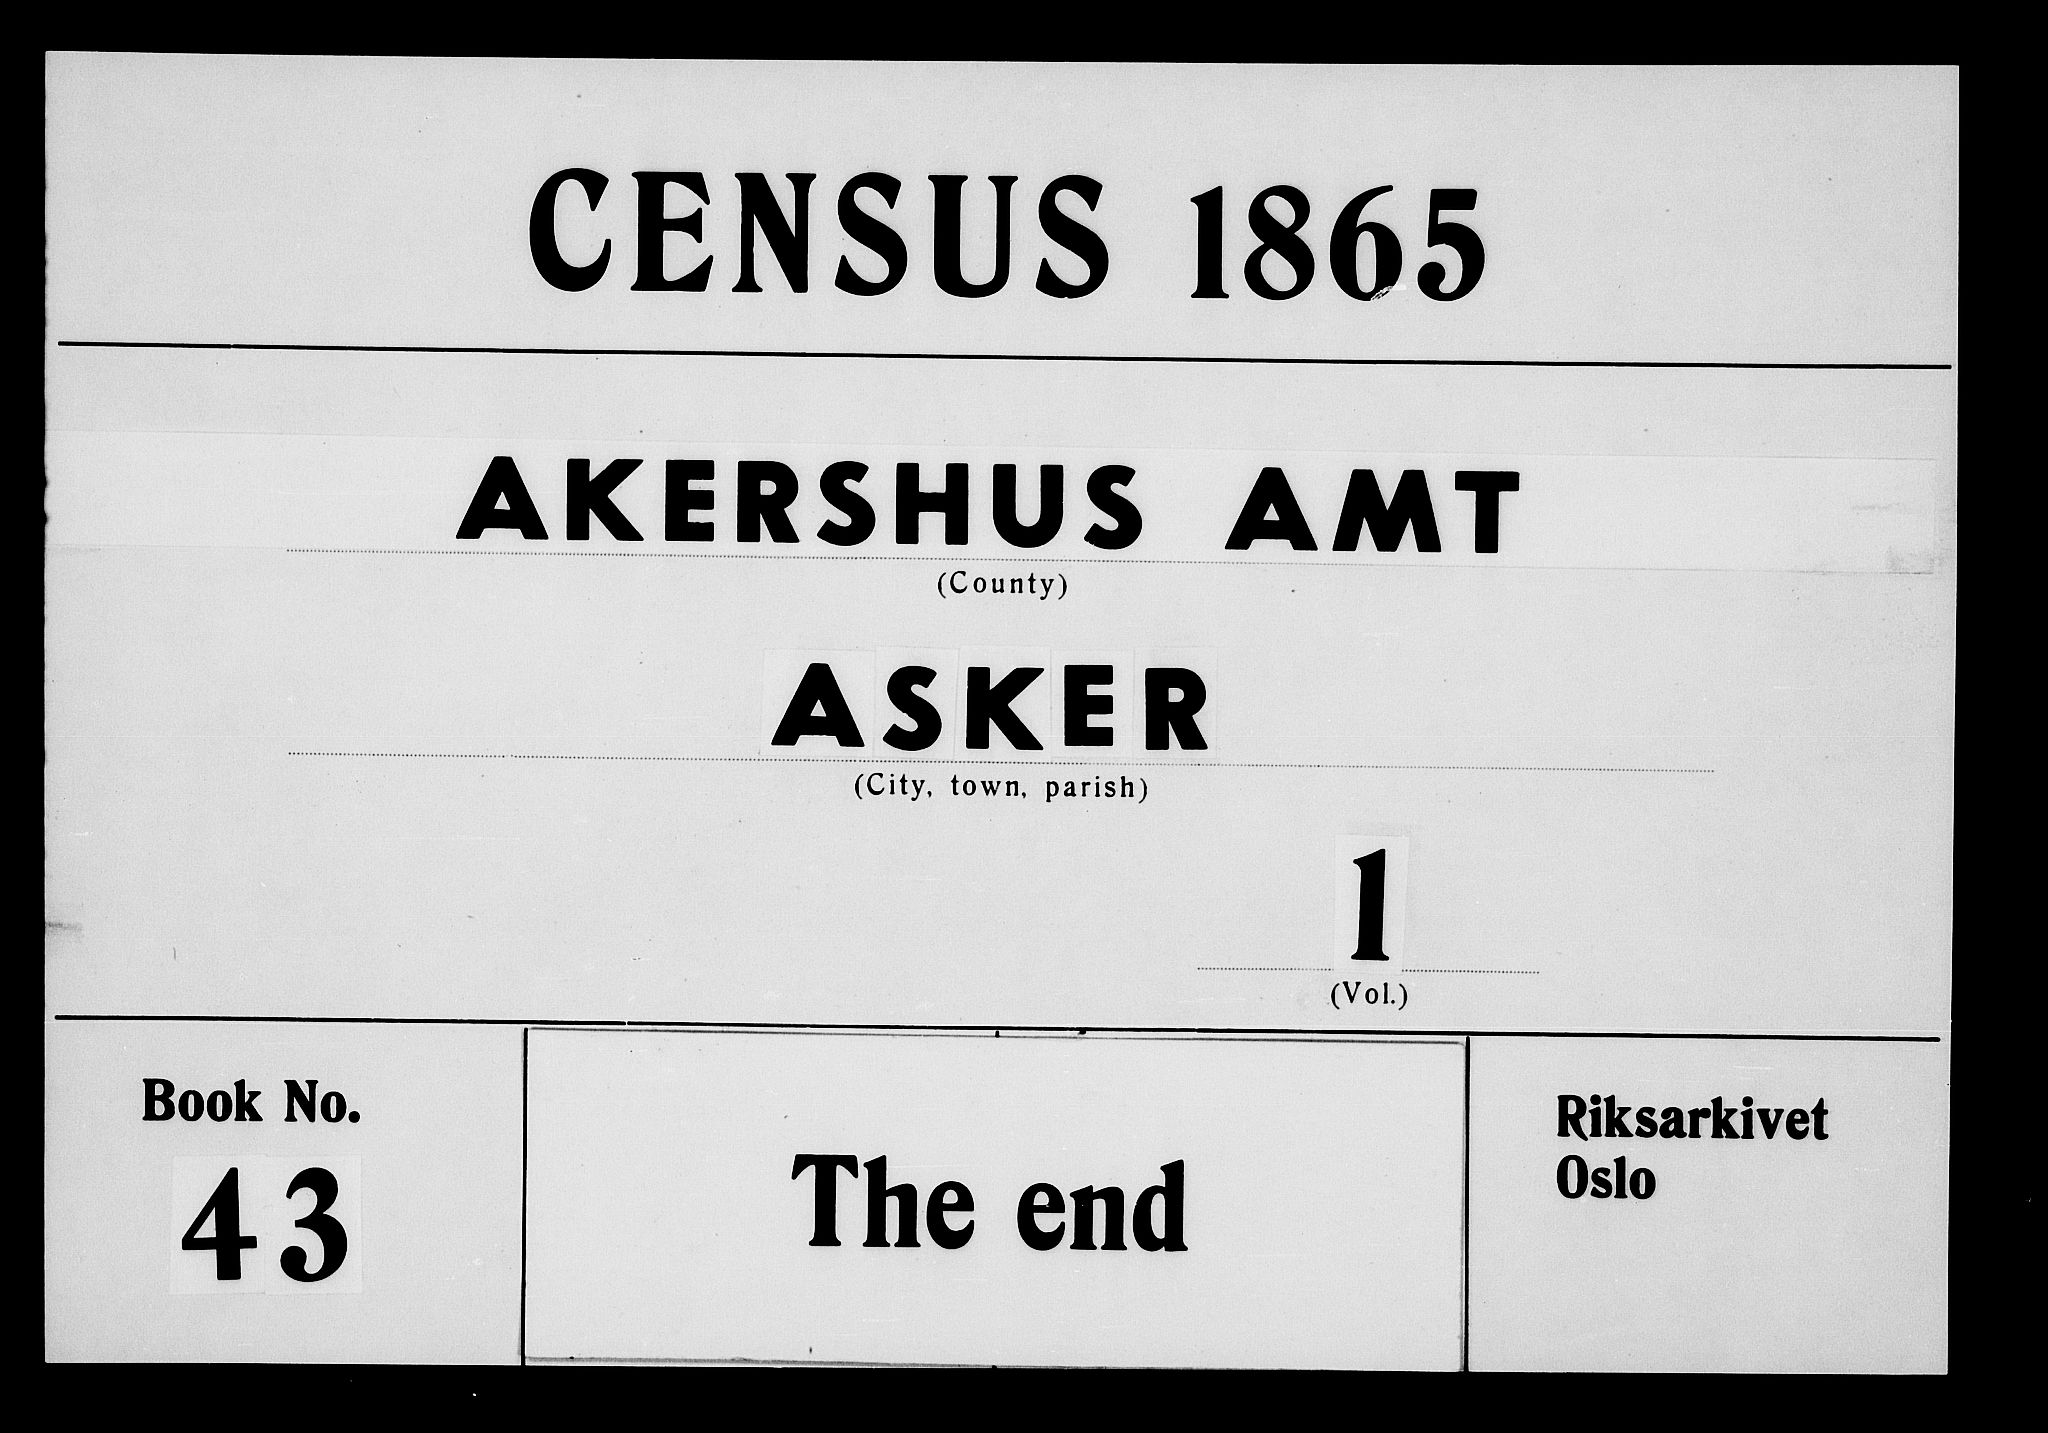 CENSUS 1865
AKERSHUS AMT
(County)
ASKER
(City, town, parish)
1
(Vol.)
Book No.
43
The end
Riksarkivet
Oslo